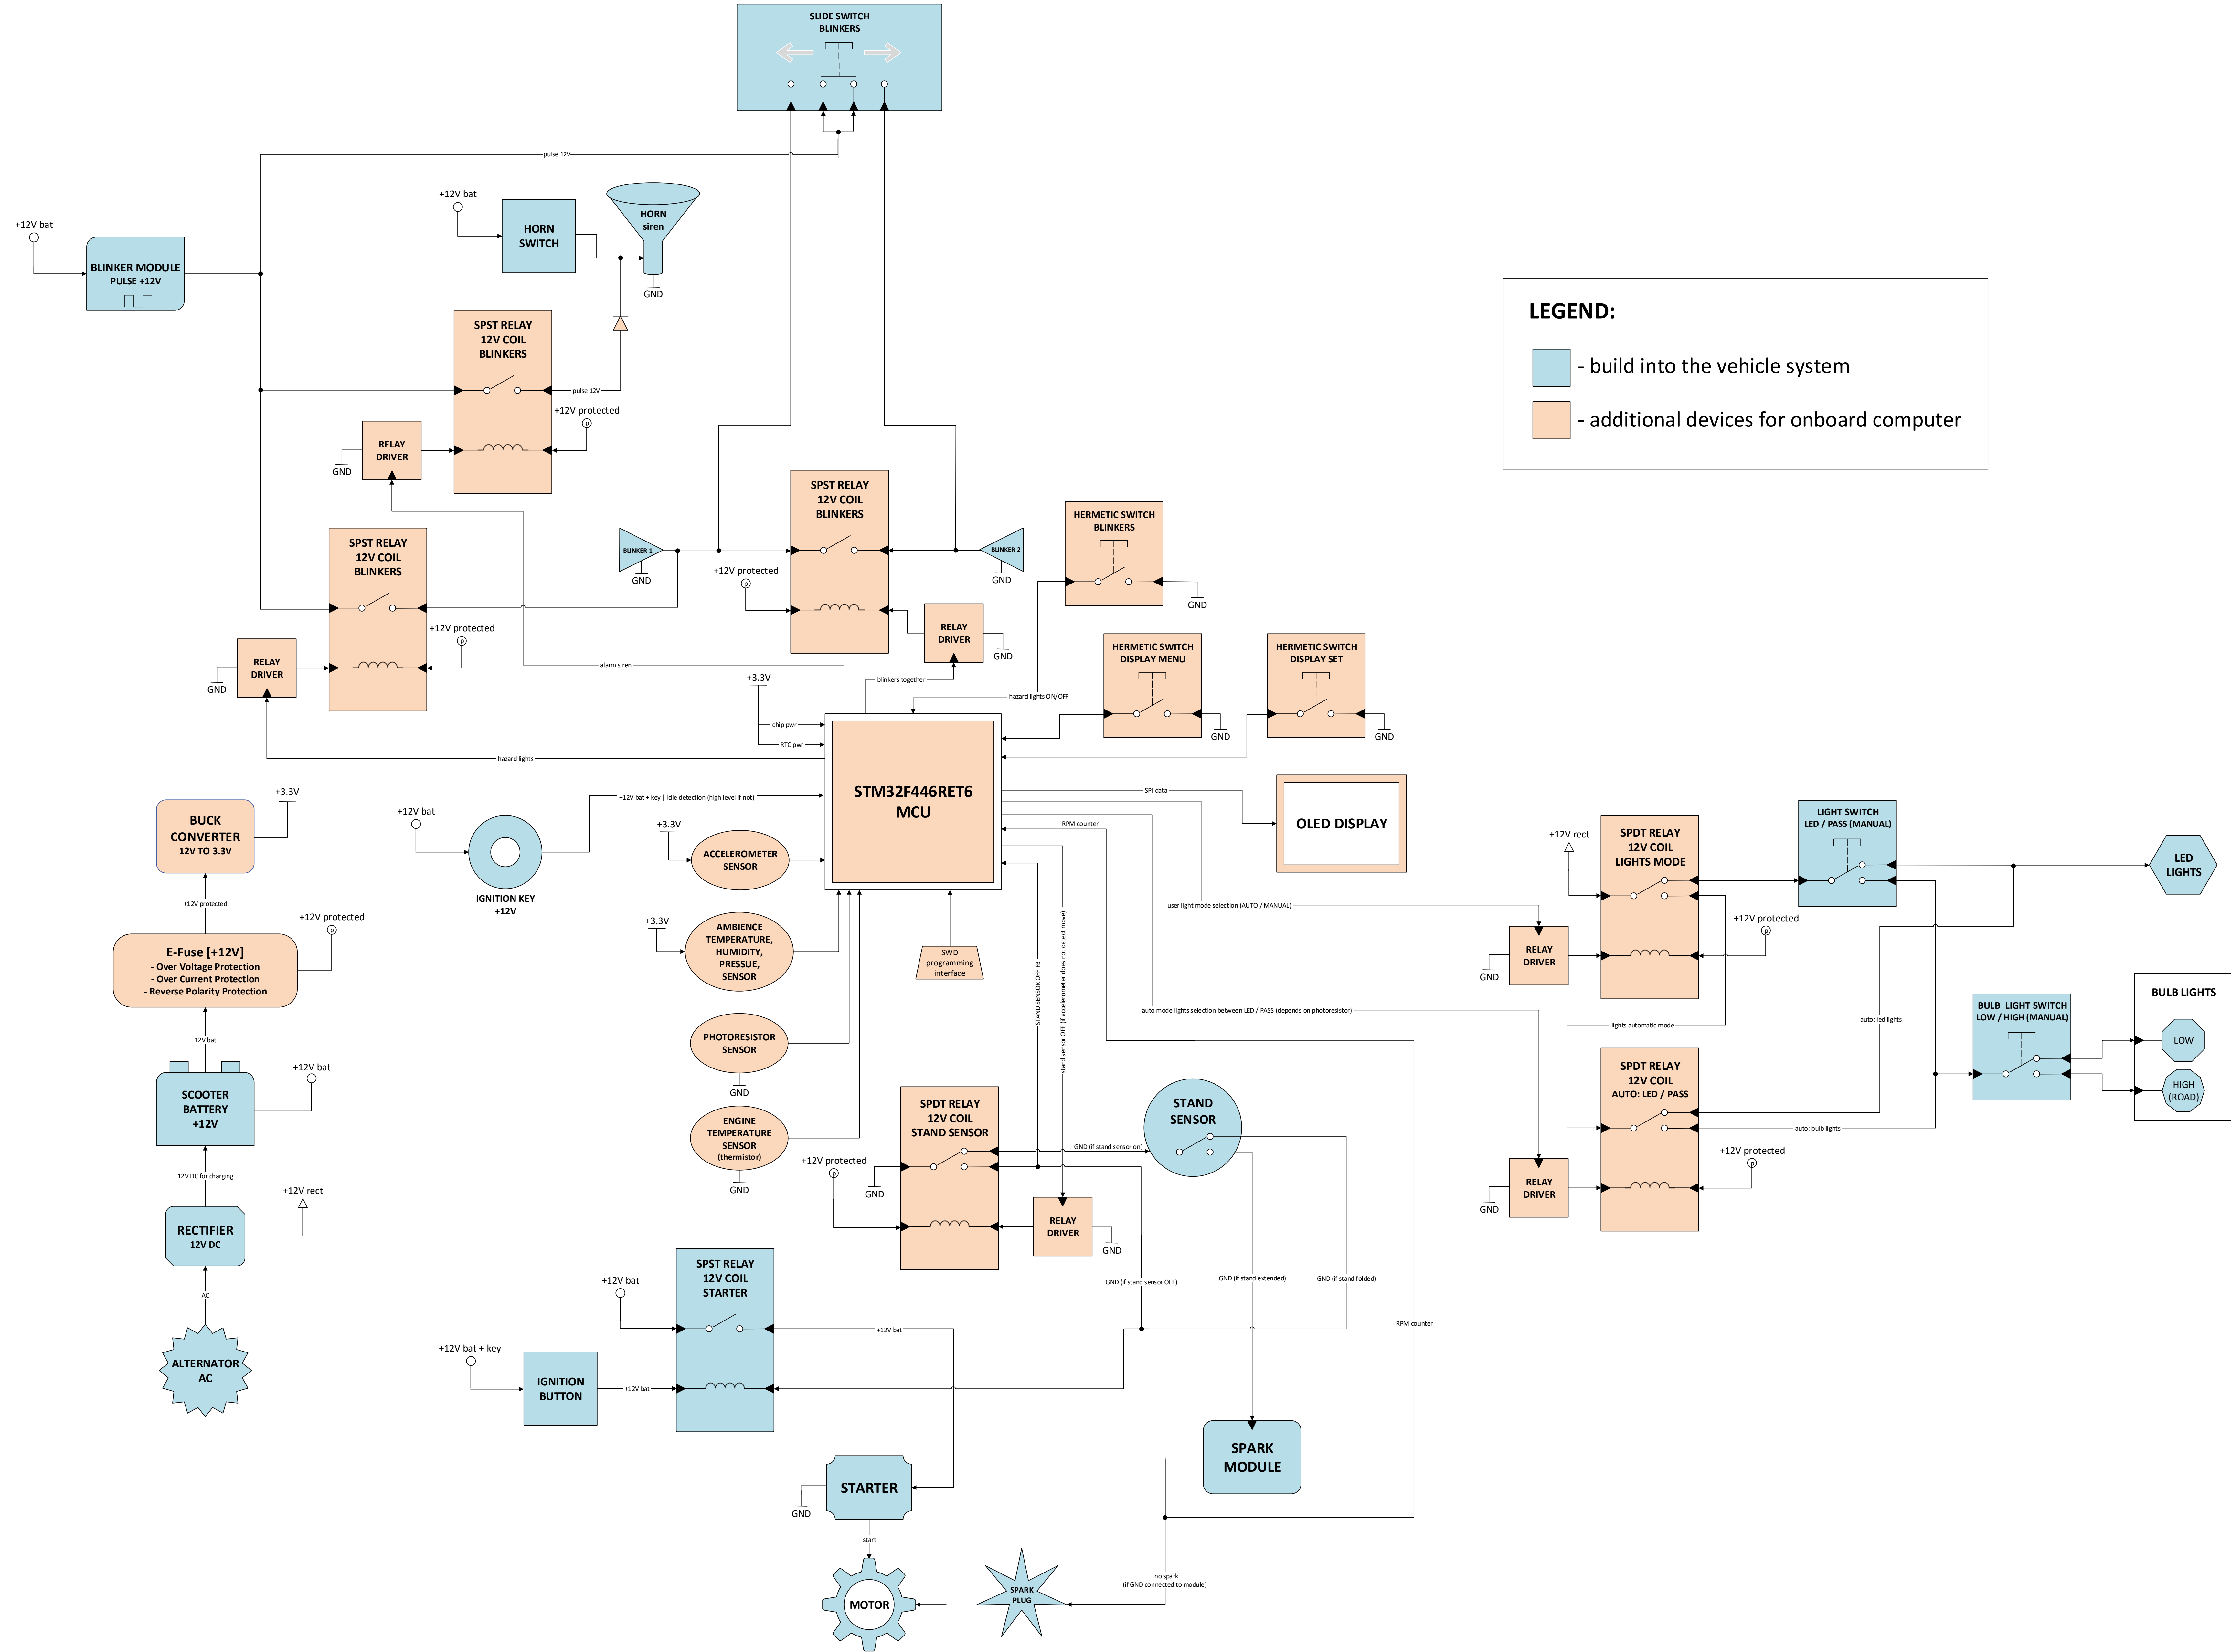 SLIDE SWITCH
BLINKERS
pulse 12V
+12V bat
HORN
SWITCH
HORN
siren
GND
+12V bat
BLINKER MODULE
PULSE +12V
SPST RELAY
12V COIL
BLINKERS
pulse 12V
+12V protected
p
RELAY
DRIVER
GND
LEGEND:
- build into the vehicle system
- additional devices for onboard computer
SPST RELAY
12V COIL
BLINKERS
+12V protected
p
RELAY
DRIVER
GND
BLINKER 1
GND
SPST RELAY
12V COIL
BLINKERS
+12V protected
p
BLINKER 2
GND
RELAY
DRIVER
GND
HERMETIC SWITCH
BLINKERS
GND
HERMETIC SWITCH
DISPLAY MENU
GND
HERMETIC SWITCH
DISPLAY SET
GND
alarm siren
blinkers together
hazard lights ON/OFF
+3.3V
chip pwr
RTC pwr
hazard lights
STM32F446RET6
MCU
+12V bat + key | idle detection (high level if not)
+12V bat
IGNITION KEY
+12V
SPI data
OLED DISPLAY
RPM counter
BUCK
CONVERTER
12V TO 3.3V
+3.3V
+12V protected
E-Fuse [+12V]
- Over Voltage Protection
- Over Current Protection
- Reverse Polarity Protection
+12V protected
p
12V bat
SCOOTER
BATTERY
+12V
+12V bat
12V DC for charging
RECTIFIER
12V DC
+12V rect
AC
ALTERNATOR
AC
+3.3V
ACCELEROMETER
SENSOR
+3.3V
AMBIENCE
TEMPERATURE,
HUMIDITY,
PRESSUE,
SENSOR
SWD
programming
interface
PHOTORESISTOR
SENSOR
GND
ENGINE
TEMPERATURE
SENSOR
(thermistor)
GND
STAND SENSOR OFF FB
stand sensor OFF (if accelerometer does not detect move)
user light mode selection (AUTO / MANUAL)
auto mode lights selection between LED / PASS (depends on photoresistor)
+12V rect
SPDT RELAY
12V COIL
LIGHTS MODE
+12V protected
p
RELAY
DRIVER
GND
LIGHT SWITCH
LED / PASS (MANUAL)
LED
LIGHTS
lights automatic mode
auto: led lights
SPDT RELAY
12V COIL
AUTO: LED / PASS
auto: bulb lights
+12V protected
p
RELAY
DRIVER
GND
BULB LIGHT SWITCH
LOW / HIGH (MANUAL)
BULB LIGHTS
LOW
HIGH
(ROAD)
SPDT RELAY
12V COIL
STAND SENSOR
+12V protected
p
GND
GND (if stand sensor on)
STAND
SENSOR
RELAY
DRIVER
GND
GND (if stand sensor OFF)
GND (if stand extended)
GND (if stand folded)
RPM counter
SPST RELAY
12V COIL
STARTER
+12V bat
+12V bat
+12V bat + key
IGNITION
BUTTON
+12V bat
SPARK
MODULE
STARTER
GND
start
MOTOR
SPARK
PLUG
no spark
(if GND connected to module)